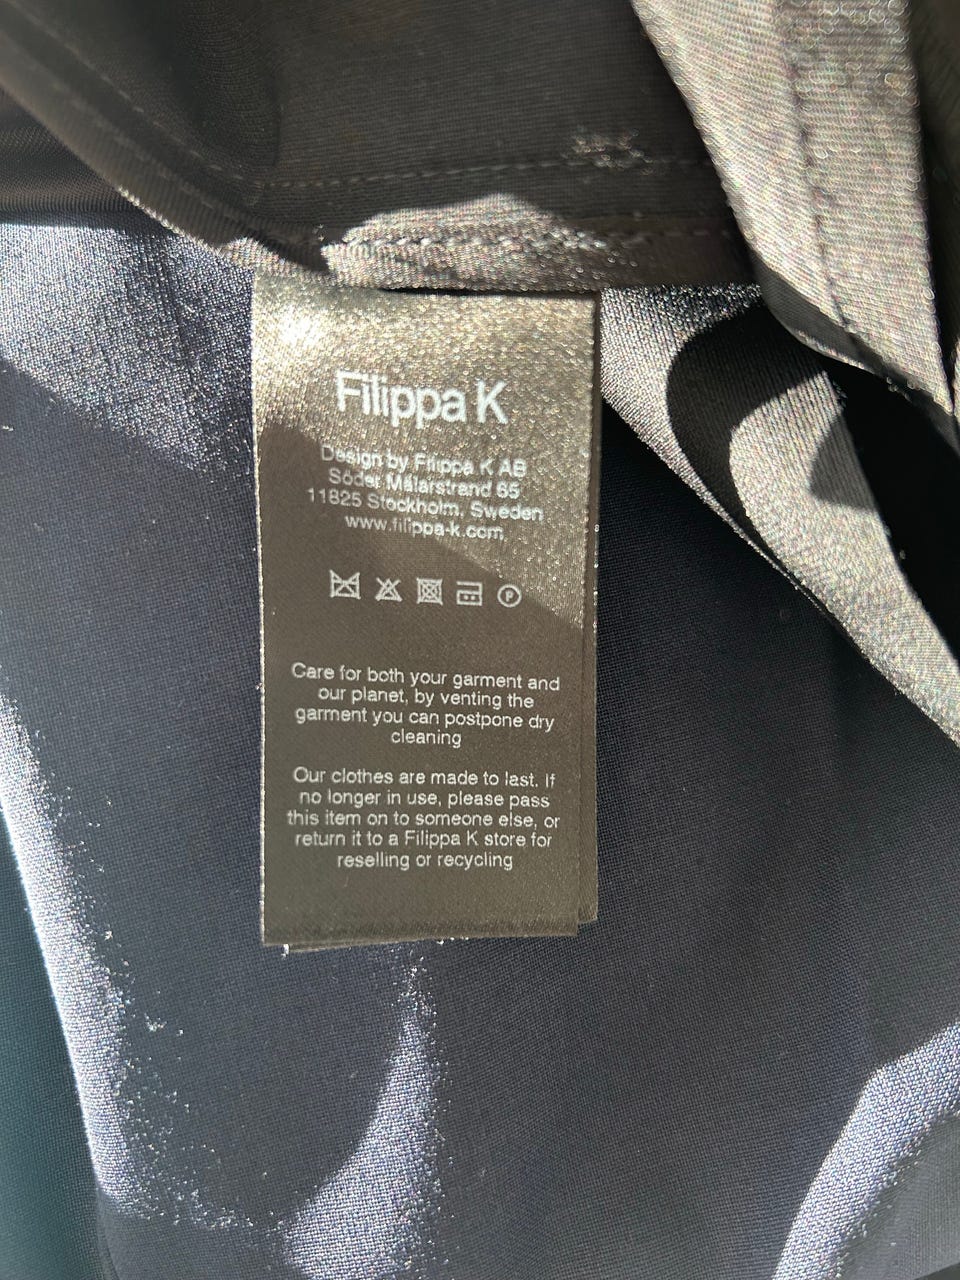 Filippa K
Design by Filippa K AB
Söder Mälarstrand 65
11825 Stockholm, Sweden
www.filippa-k.com
P
Care for both your garment and
our planet, by venting the
garment you can postpone dry
cleaning
Our clothes are made to last. If
no longer in use, please pass
this item on to someone else, or
return it to a Filippa K store for
reselling or recycling